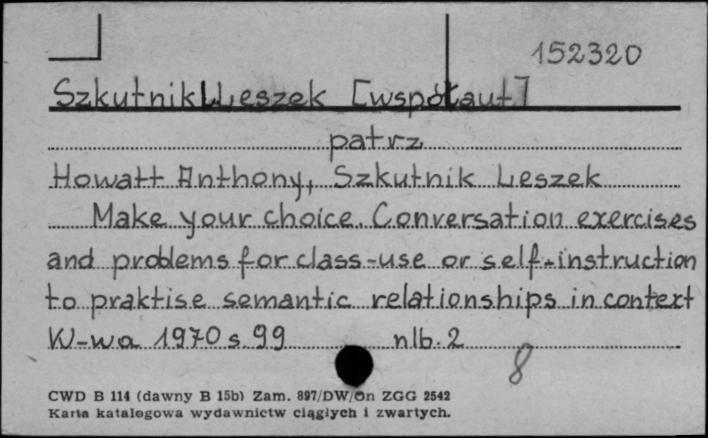 152320
Szkutnik Leszek [współaut]
patrz
Howatt Anthony, Szkutnik Leszek
Make your choice. Conversation exercises
and problems for class-use or self-instruction
to praktise semantic relationships in context
W-wa 1970 s 99 nlb. 2
8
CWD B 114 (dawny B 15b) Zam. 897/DW/On ZGG 2542
Karta katalogowa wydawnictw ciągłych i zwartych.